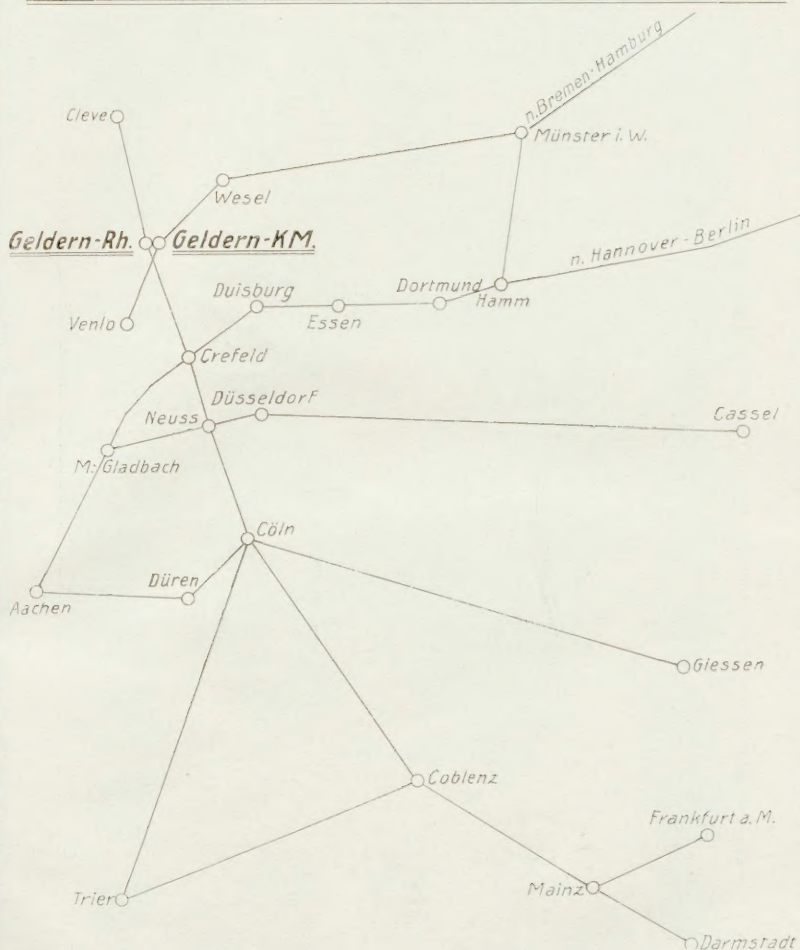 n. Bremen-Hamburg
Cleve
Münster i. W.
Wesel
Geldern-Rh. Geldern-KM.
n. Hannover-Berlin
Duisburg
Dortmund
Hamm
Venlo
Essen
Crefeld
Düsseldorf
Neuss
Cassel
M: Gladbach
Cöln
Düren
Aachen
Giessen
Coblenz
Frankfurt a. M.
Mainz
Trier
Darmstadt